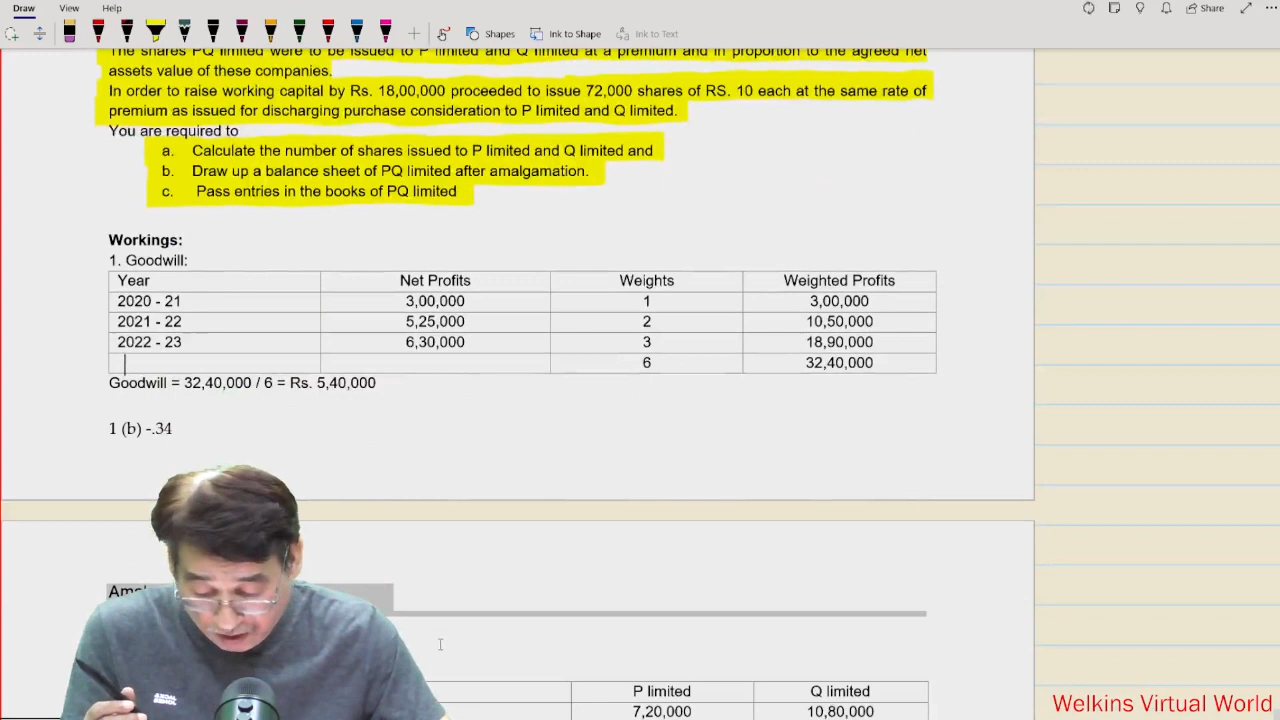 Draw View Help
Shapes Ink to Shape Ink to Text Share
The shares PQ limited were to be issued to P limited and Q limited at a premium and in proportion to the agreed net
assets value of these companies.
In order to raise working capital by Rs. 18,00,000 proceeded to issue 72,000 shares of RS. 10 each at the same rate of
premium as issued for discharging purchase consideration to P limited and Q limited.
You are required to
a. Calculate the number of shares issued to P limited and Q limited and
b. Draw up a balance sheet of PQ limited after amalgamation.
c. Pass entries in the books of PQ limited
Workings:
1. Goodwill:
Year Net Profits Weights Weighted Profits
2020 - 21 3,00,000 1 3,00,000
2021 - 22 5,25,000 2 10,50,000
2022 - 23 6,30,000 3 18,90,000
6 32,40,000
Goodwill = 32,40,000 / 6 = Rs. 5,40,000
1 (b) -.34
P limited Q limited
7,20,000 10,80,000
Welkins Virtual World